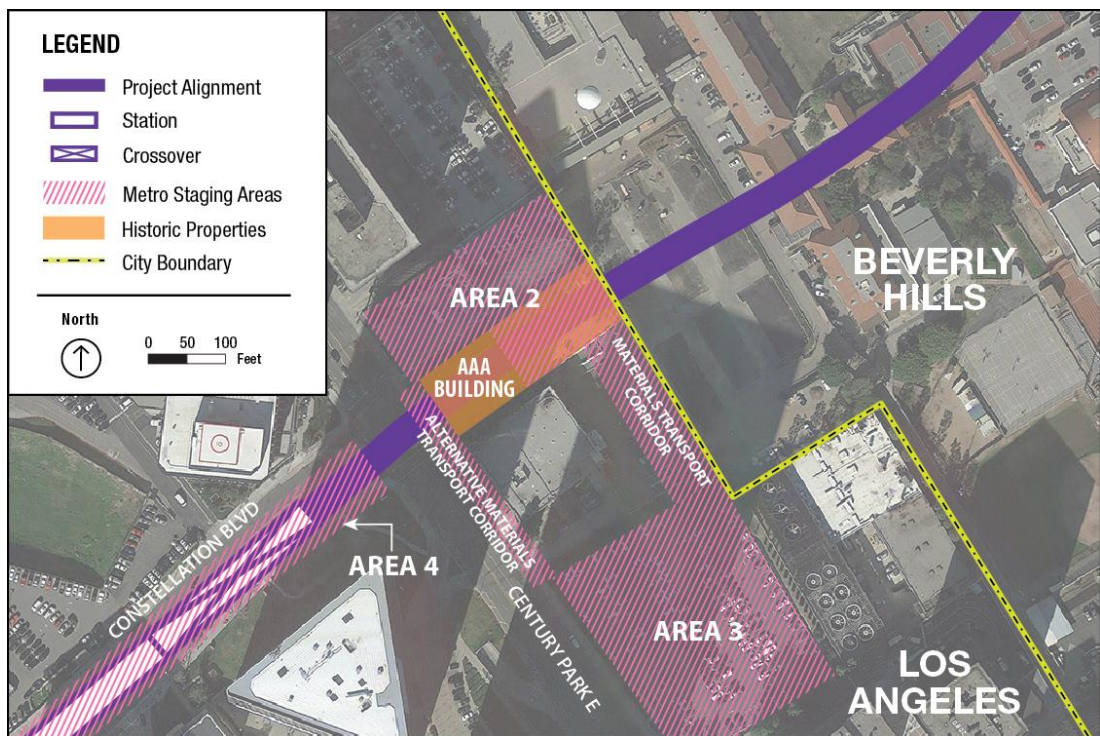 LEGEND
Project Alignment
Station
Crossover
Metro Staging Areas
Historic Properties
City Boundary
North
0 50 100
Feet
AREA 2
BEVERLY
HILLS
AAA
BUILDING
MATERIALS TRANSPORT
CORRIDOR
ALTERNATIVE MATERIALS
TRANSPORT CORRIDOR
CONSTELLATION BLVD
AREA 4
CENTURY PARK E
AREA 3
LOS
ANGELES